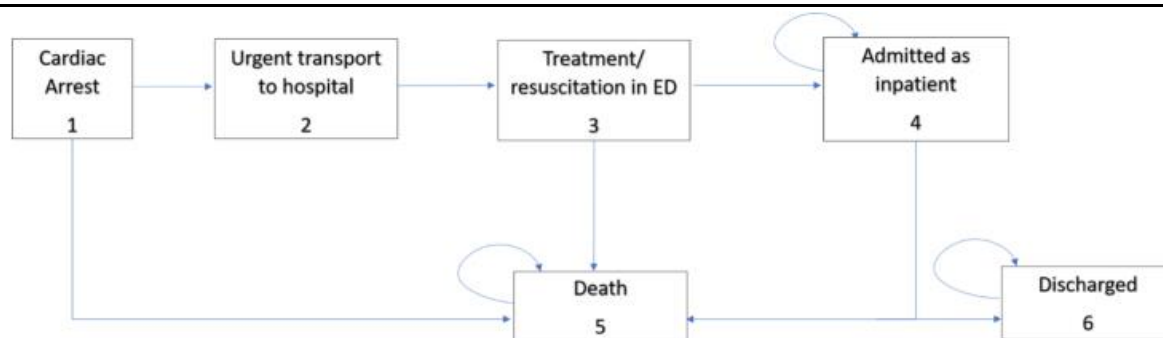 Cardiac
Arrest
1
Urgent transport
to hospital
2
Treatment/
resuscitation in ED
3
Admitted as
inpatient
4
Death
5
Discharged
6